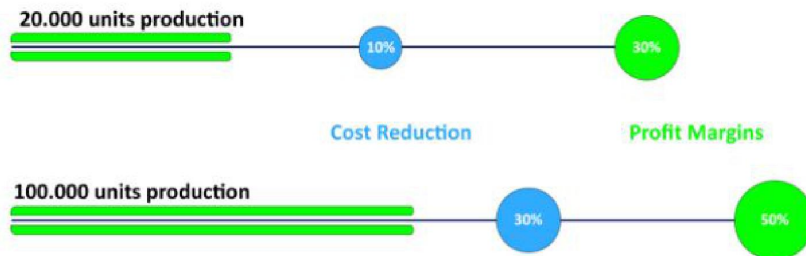 20.000 units production
10%
30%
Cost Reduction
Profit Margins
100.000 units production
30%
50%